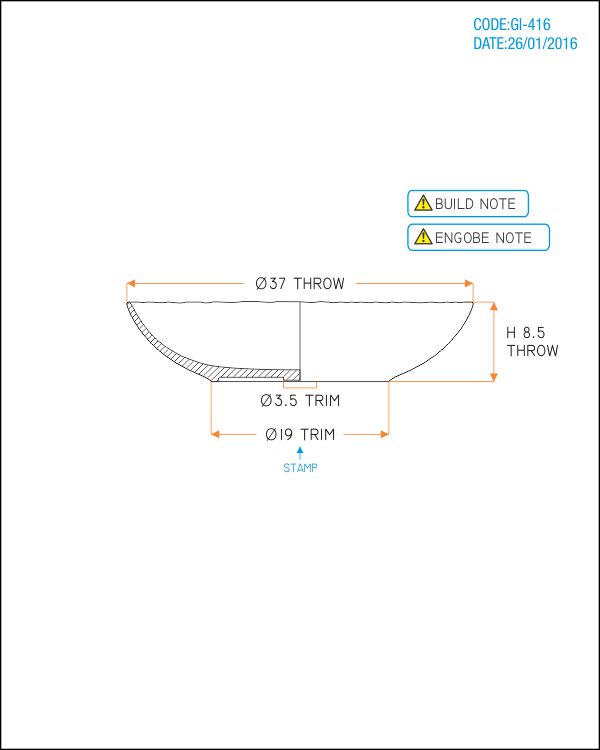 CODE:GI-416
DATE:26/01/2016
BUILD NOTE
ENGOBE NOTE
Ø37 THROW
H 8.5
THROW
Ø3.5 TRIM
Ø19 TRIM
STAMP